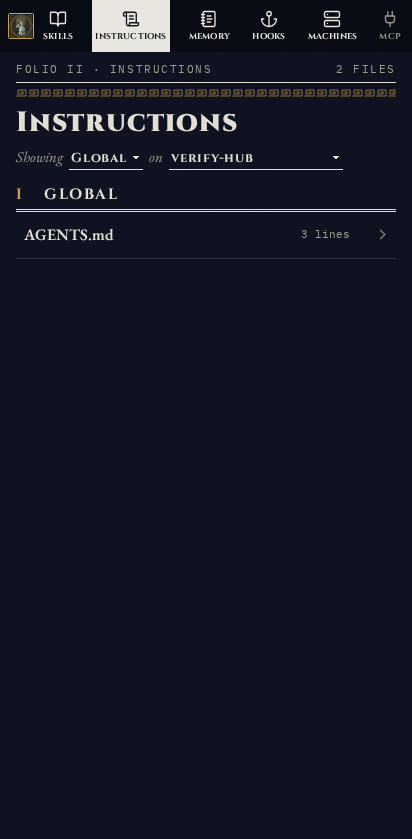 SKILLS
INSTRUCTIONS
MEMORY
HOOKS
MACHINES
MCP
FOLIO II · INSTRUCTIONS 2 FILES
INSTRUCTIONS
Showing GLOBAL on VERIFY-HUB
I GLOBAL
AGENTS.md 3 lines